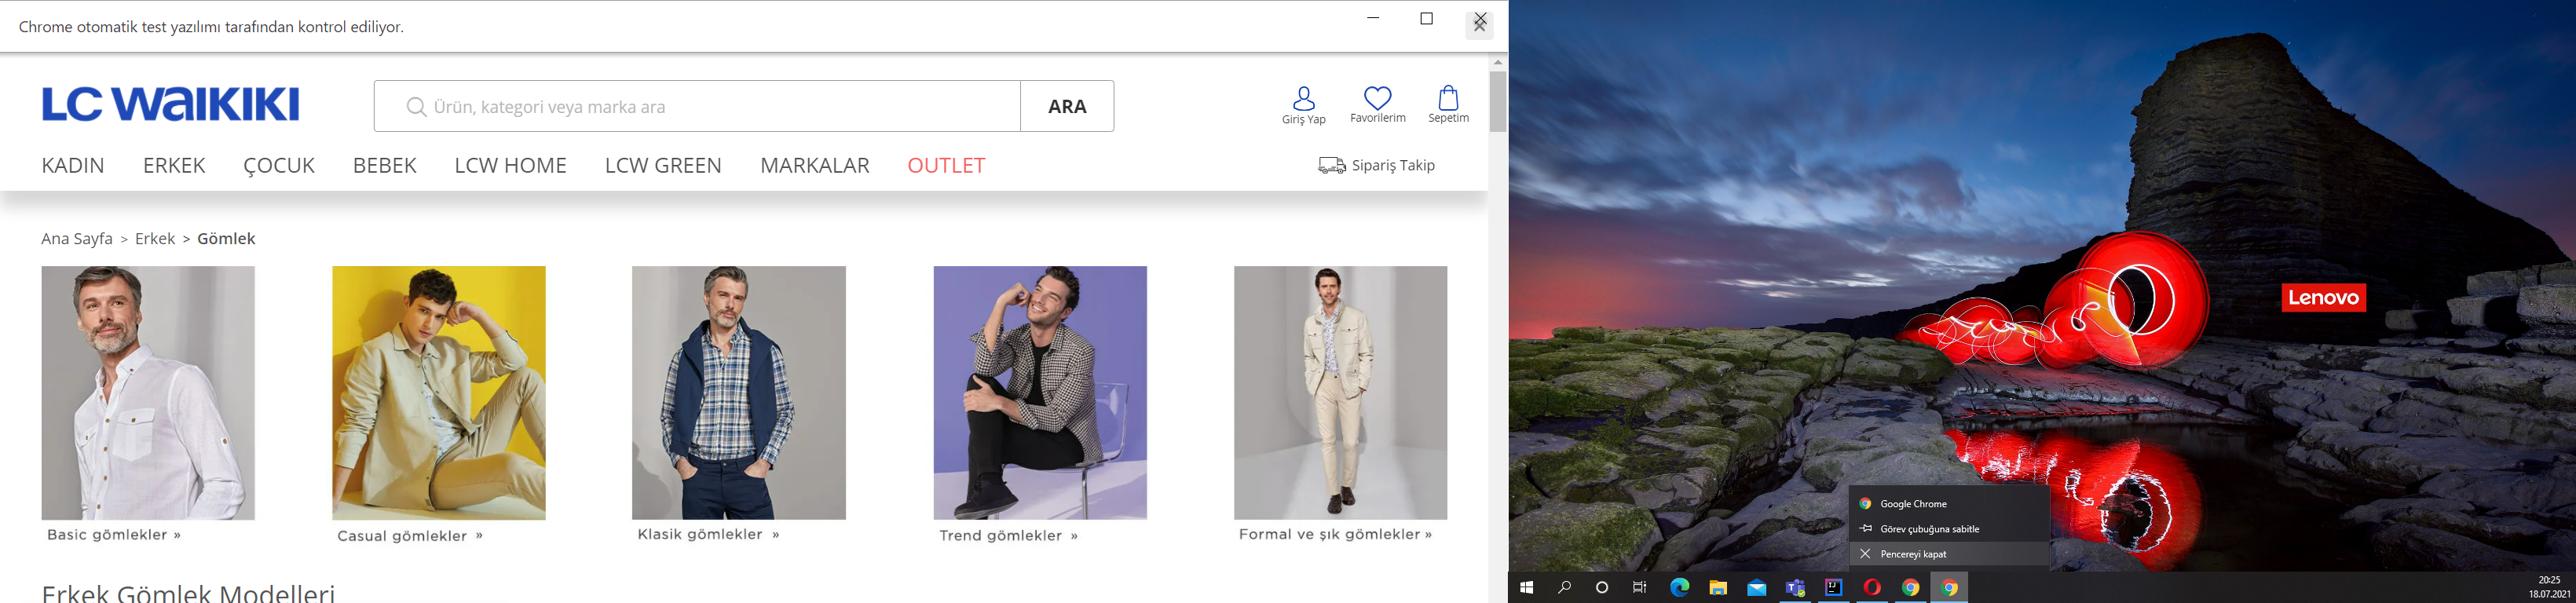 Chrome otomatik test yazılımı tarafından kontrol ediliyor.
LC WAIKIKI
Ürün, kategori veya marka ara
ARA
Giriş Yap
Favorilerim
Sepetim
KADIN
ERKEK
ÇOCUK
BEBEK
LCW HOME
LCW GREEN
MARKALAR
OUTLET
Sipariş Takip
Ana Sayfa > Erkek > Gömlek
Basic gömlekler »
Casual gömlekler »
Klasik gömlekler »
Trend gömlekler »
Formal ve şık gömlekler »
Erkek Gömlek Modelleri
Lenovo
Google Chrome
Görev çubuğuna sabitle
Pencereyi kapat
20:25
18.07.2021